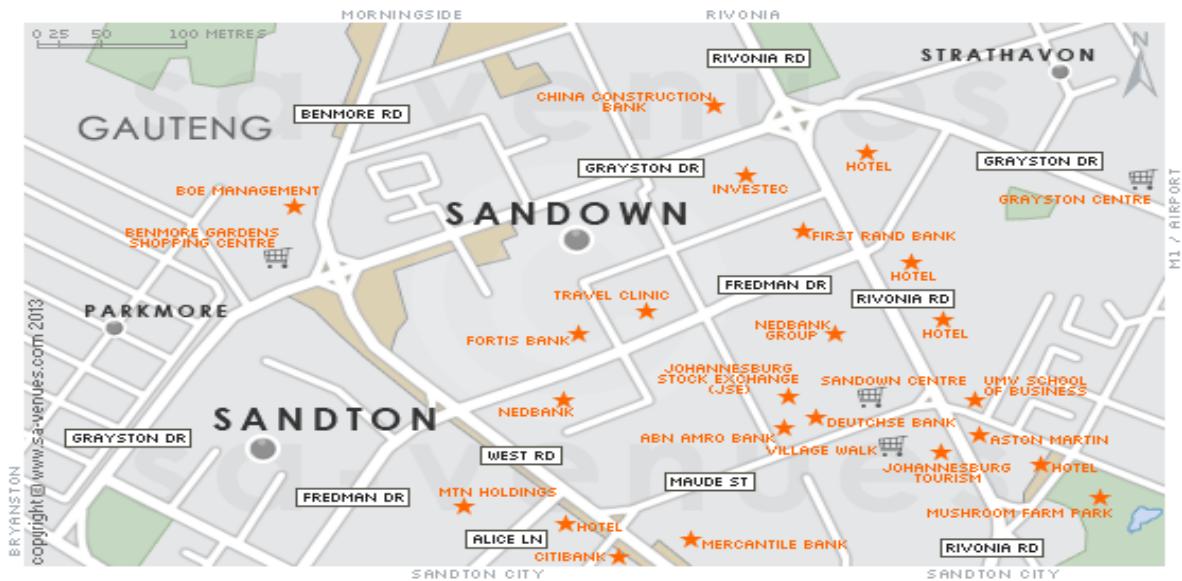 MORNINGSIDE
RIVONIA
0 25 50 100 METRES
N
STRATHAVON
RIVONIA RD
CHINA CONSTRUCTION
BANK
BENMORE RD
GAUTENG
GRAYSTON DR
HOTEL
GRAYSTON DR
INVESTEC
BOE MANAGEMENT
GRAYSTON CENTRE
M1 / AIRPORT
SANDOWN
BENMORE GARDENS
SHOPPING CENTRE
FIRST RAND BANK
HOTEL
FREDMAN DR
RIVONIA RD
TRAVEL CLINIC
PARKMORE
NEDBANK
GROUP
HOTEL
FORTIS BANK
JOHANNESBURG
STOCK EXCHANGE
(JSE)
SANDOWN CENTRE
UMV SCHOOL
OF BUSINESS
NEDBANK
SANDTON
DEUTCHSE BANK
GRAYSTON DR
ABN AMRO BANK
VILLAGE WALK
ASTON MARTIN
WEST RD
JOHANNESBURG
TOURISM
HOTEL
MAUDE ST
FREDMAN DR
MTN HOLDINGS
MUSHROOM FARM PARK
HOTEL
ALICE LN
MERCANTILE BANK
RIVONIA RD
CITIBANK
BRYANSTON
copyright © www.sa-venues.com 2013
SANDTON CITY
SANDTON CITY
sa-venues
sa-venues